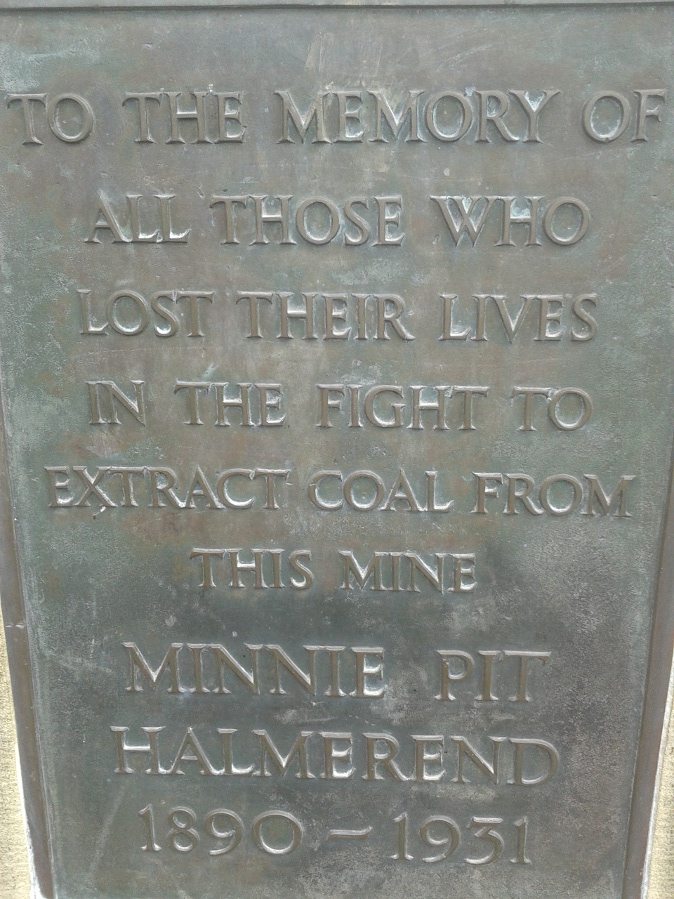 TO THE MEMORY OF
ALL THOSE WHO
LOST THEIR LIVES
IN THE FIGHT TO
EXTRACT COAL FROM
THIS MINE
MINNIE PIT
HALMEREND
1890 – 1931